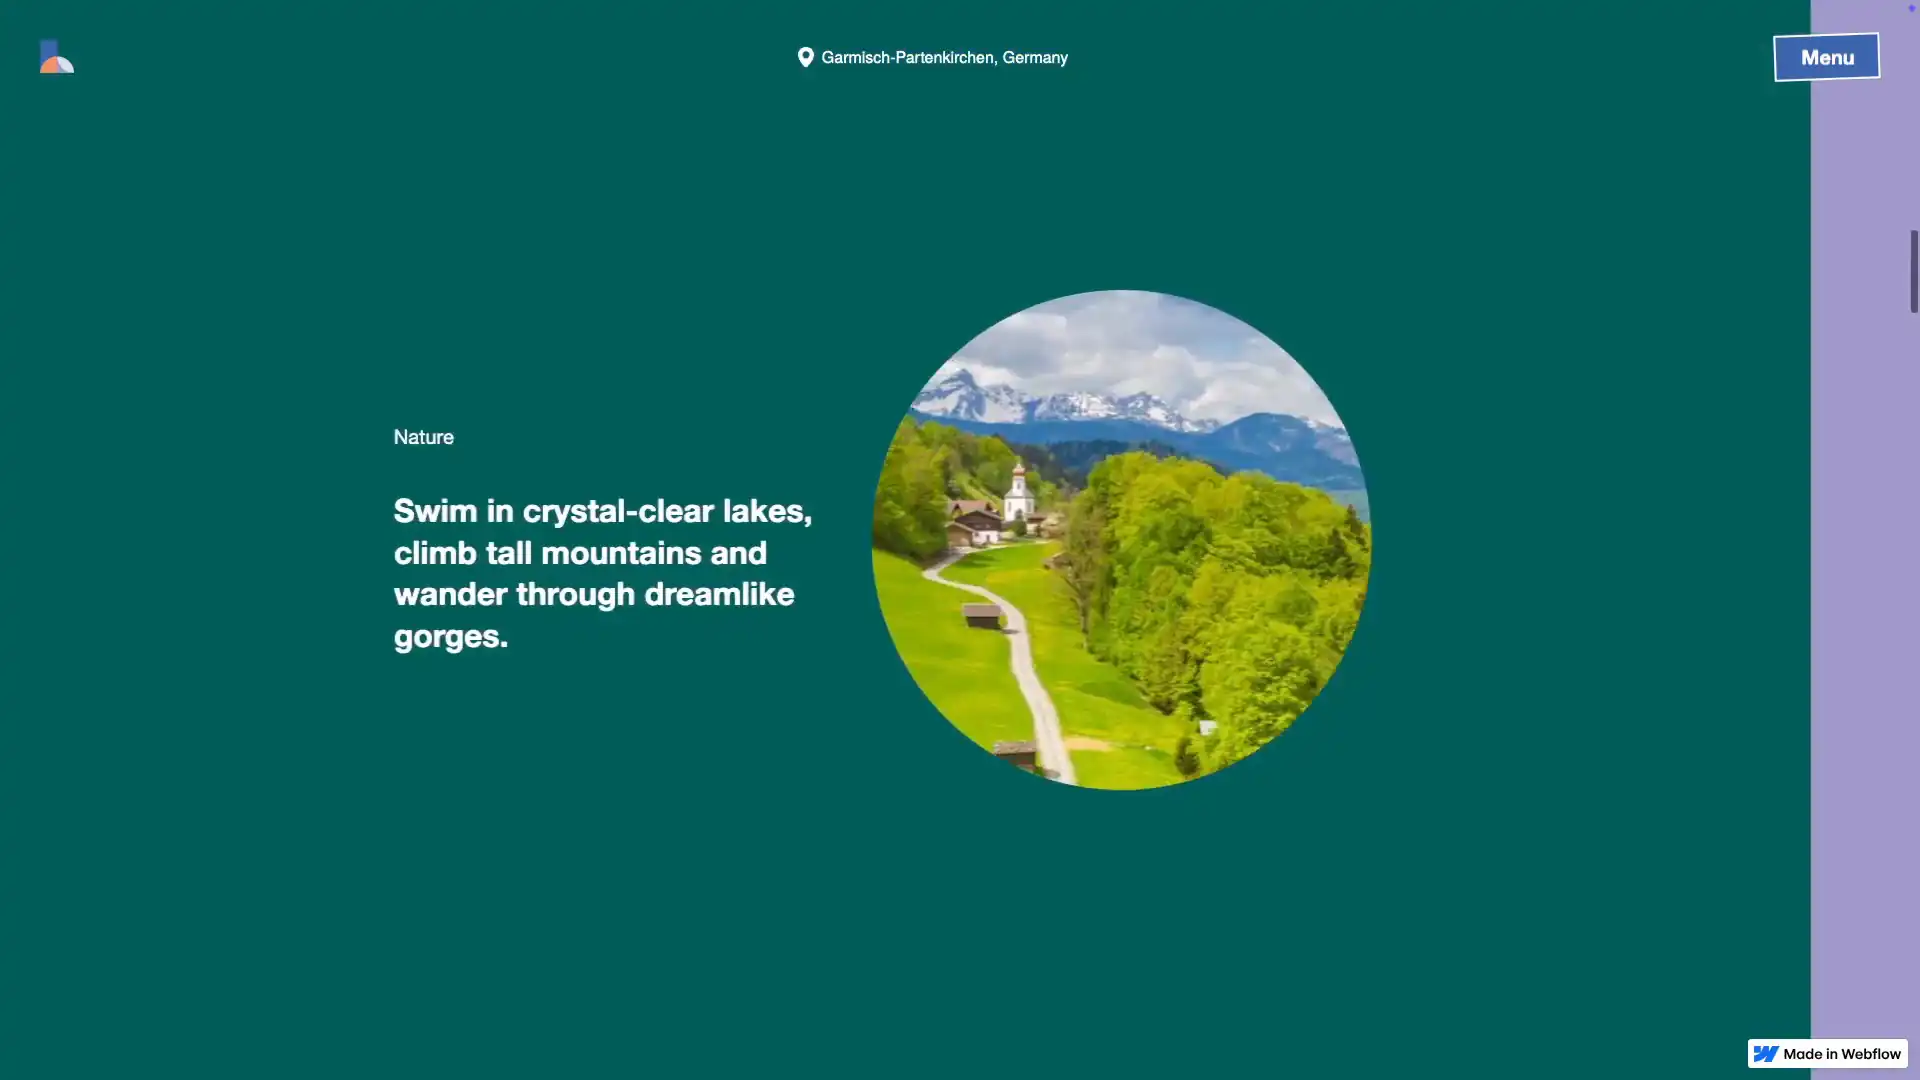 Garmisch-Partenkirchen, Germany
Menu
Nature
Swim in crystal-clear lakes,
climb tall mountains and
wander through dreamlike
gorges.
Made in Webflow